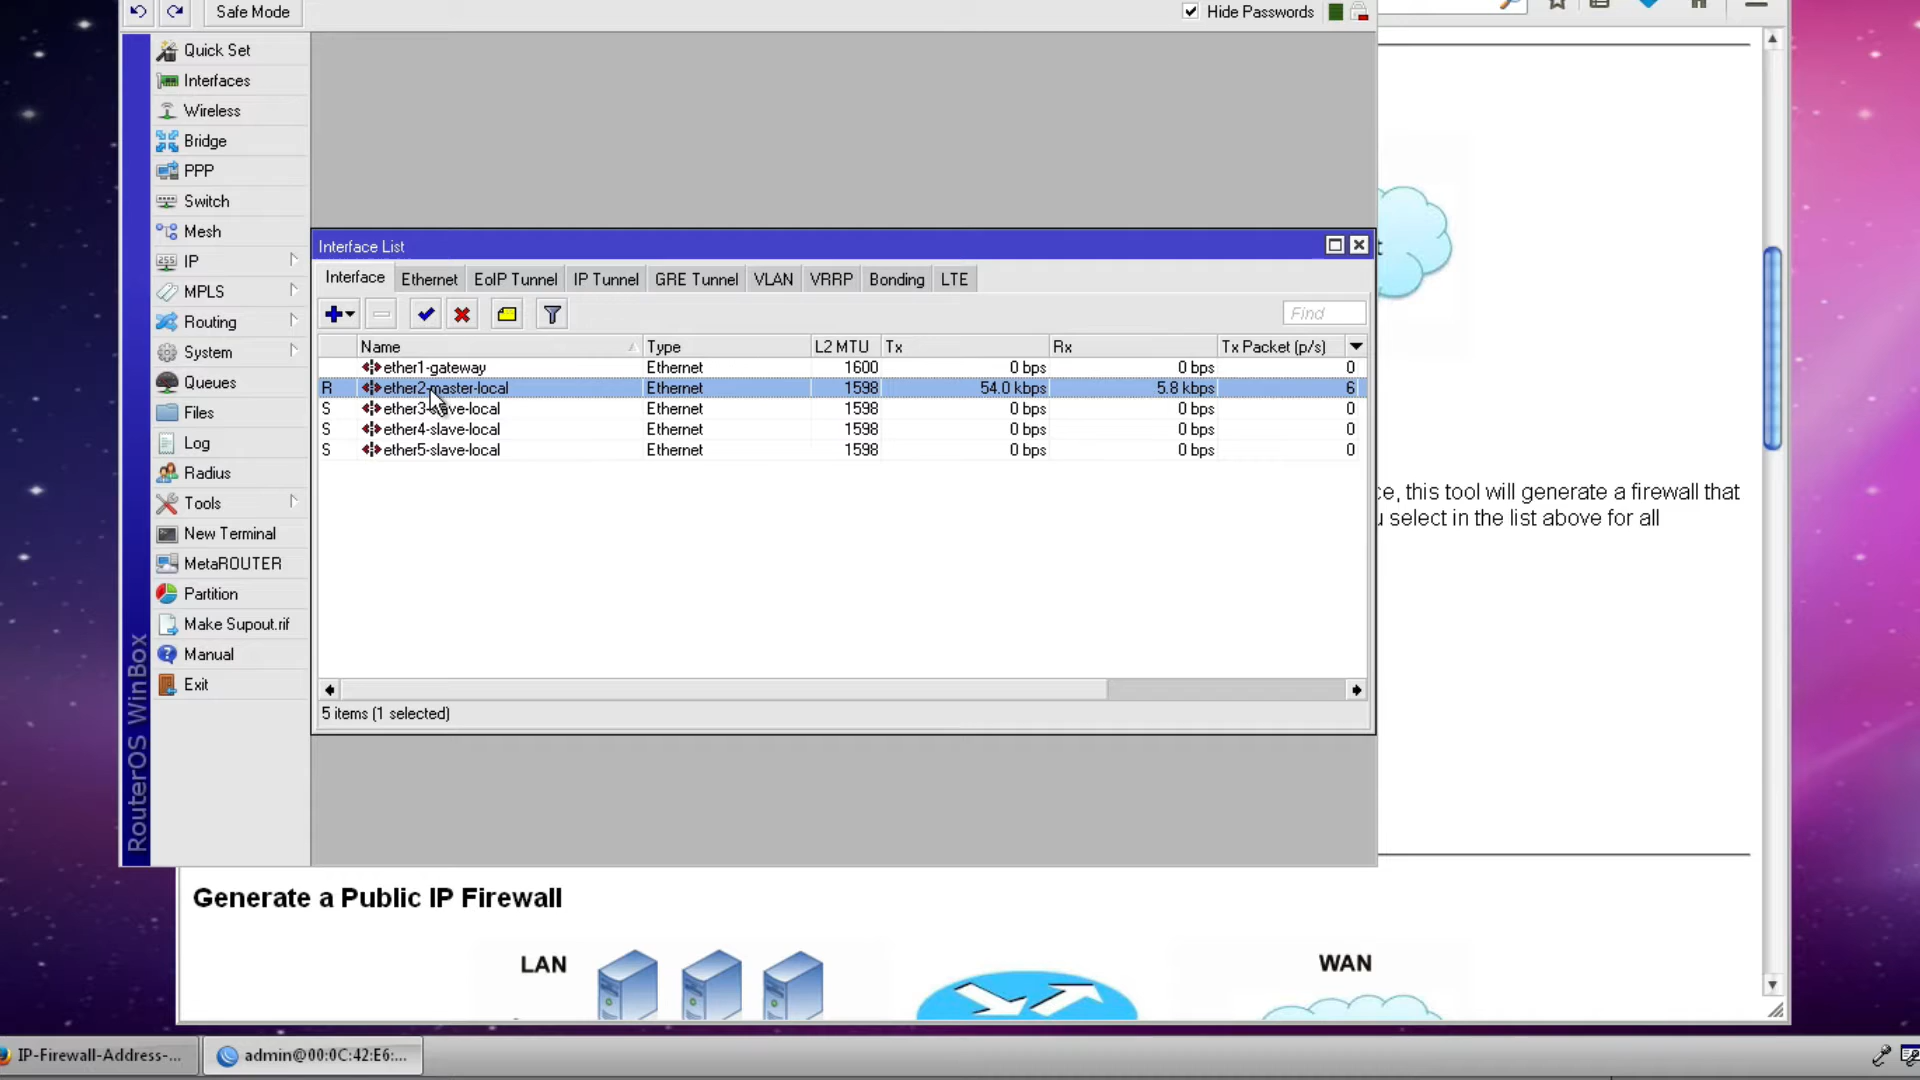 Safe Mode
Hide Passwords
Quick Set
Interfaces
Wireless
Bridge
PPP
Switch
Mesh
255
IP
MPLS
Routing
System
Queues
Files
Log
Radius
Tools
New Terminal
MetaROUTER
Partition
Make Supout.rif
Manual
Exit
RouterOS WinBox
Interface List
Interface Ethernet EoIP Tunnel IP Tunnel GRE Tunnel VLAN VRRP Bonding LTE
Find
Name Type L2 MTU Tx Rx Tx Packet (p/s)
ether1-gateway Ethernet 1600 0 bps 0 bps 0
R ether2-master-local Ethernet 1598 54.0 kbps 5.8 kbps 6
S ether3-slave-local Ethernet 1598 0 bps 0 bps 0
S ether4-slave-local Ethernet 1598 0 bps 0 bps 0
S ether5-slave-local Ethernet 1598 0 bps 0 bps 0
5 items (1 selected)
t
ce, this tool will generate a firewall that
u select in the list above for all
Generate a Public IP Firewall
LAN
WAN
IP-Firewall-Address-...
admin@00:0C:42:E6:...